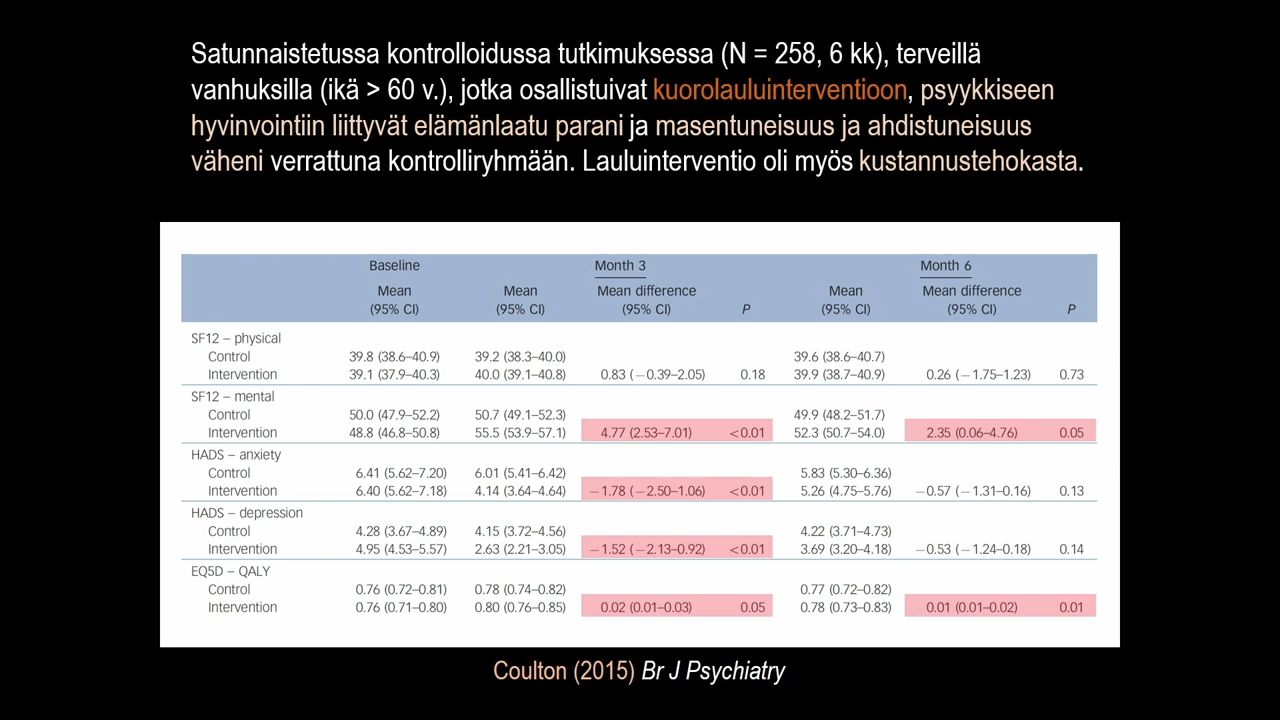 Satunnaistetussa kontrolloidussa tutkimuksessa (N = 258, 6 kk), terveillä
vanhuksilla (ikä > 60 v.), jotka osallistuivat kuorolauluinterventioon, psyykkiseen
hyvinvointiin liittyvät elämänlaatu parani ja masentuneisuus ja ahdistuneisuus
väheni verrattuna kontrolliryhmään. Lauluinterventio oli myös kustannustehokasta.
Baseline Month 3 Month 6
Mean Mean Mean difference Mean Mean difference
(95% CI) (95% CI) (95% CI) P (95% CI) (95% CI) P
SF12 – physical
Control 39.8 (38.6–40.9) 39.2 (38.3–40.0) 39.6 (38.6–40.7)
Intervention 39.1 (37.9–40.3) 40.0 (39.1–40.8) 0.83 (−0.39–2.05) 0.18 39.9 (38.7–40.9) 0.26 (−1.75–1.23) 0.73
SF12 – mental
Control 50.0 (47.9–52.2) 50.7 (49.1–52.3) 49.9 (48.2–51.7)
Intervention 48.8 (46.8–50.8) 55.5 (53.9–57.1) 4.77 (2.53–7.01) <0.01 52.3 (50.7–54.0) 2.35 (0.06–4.76) 0.05
HADS – anxiety
Control 6.41 (5.62–7.20) 6.01 (5.41–6.42) 5.83 (5.30–6.36)
Intervention 6.40 (5.62–7.18) 4.14 (3.64–4.64) −1.78 (−2.50–1.06) <0.01 5.26 (4.75–5.76) −0.57 (−1.31–0.16) 0.13
HADS – depression
Control 4.28 (3.67–4.89) 4.15 (3.72–4.56) 4.22 (3.71–4.73)
Intervention 4.95 (4.53–5.57) 2.63 (2.21–3.05) −1.52 (−2.13–0.92) <0.01 3.69 (3.20–4.18) −0.53 (−1.24–0.18) 0.14
EQ5D – QALY
Control 0.76 (0.72–0.81) 0.78 (0.74–0.82) 0.77 (0.72–0.82)
Intervention 0.76 (0.71–0.80) 0.80 (0.76–0.85) 0.02 (0.01–0.03) 0.05 0.78 (0.73–0.83) 0.01 (0.01–0.02) 0.01
Coulton (2015) Br J Psychiatry